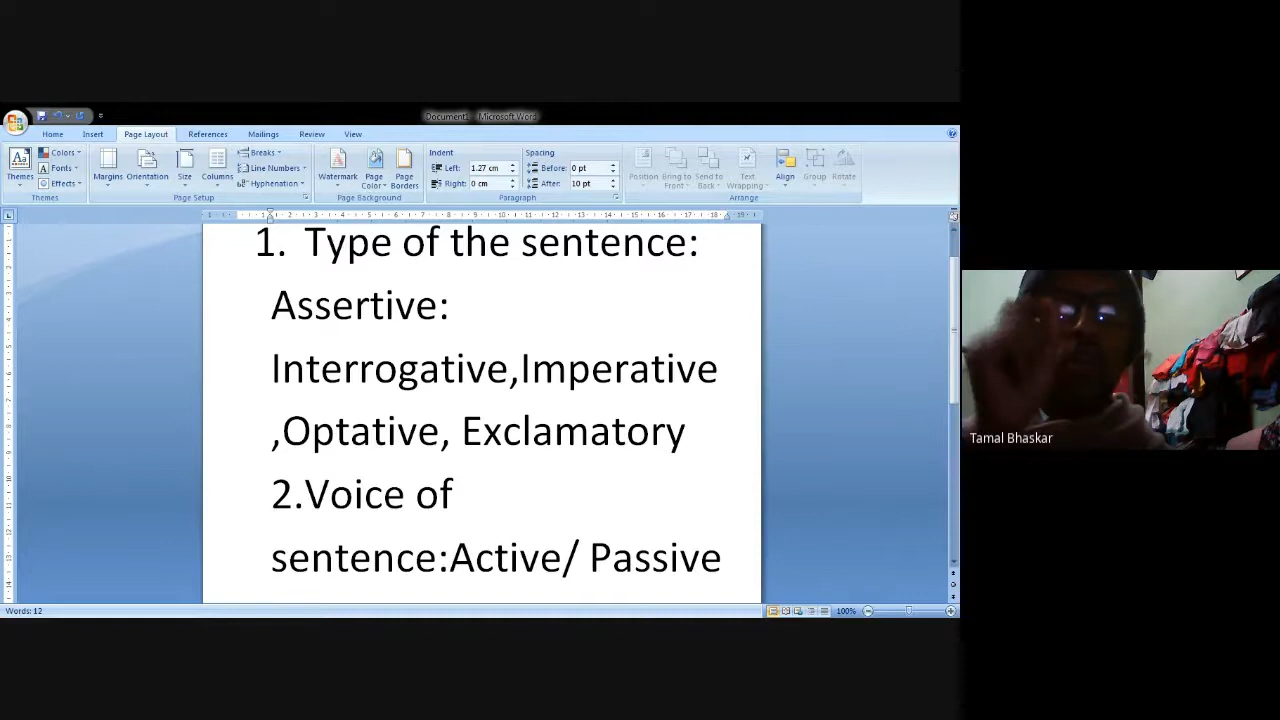 Document1 - Microsoft Word
Home Insert Page Layout References Mailings Review View
Themes
Colors
Fonts
Effects
Themes
Margins Orientation Size Columns
Breaks
Line Numbers
Hyphenation
Page Setup
Watermark Page Color Page Borders
Page Background
Indent
Left: 1.27 cm
Right: 0 cm
Spacing
Before: 0 pt
After: 10 pt
Paragraph
Position Bring to Front Send to Back Text Wrapping Align Group Rotate
Arrange
1. Type of the sentence:
Assertive:
Interrogative,Imperative
,Optative, Exclamatory
2.Voice of
sentence:Active/ Passive
Tamal Bhaskar
Words: 12
100%